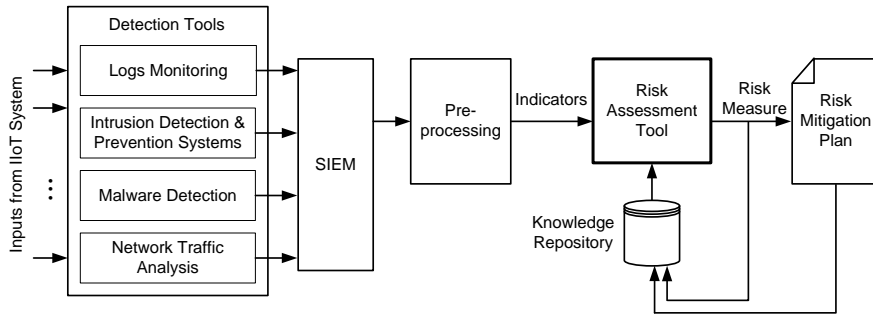 Inputs from IIoT System
...
Detection Tools
Logs Monitoring
Intrusion Detection &
Prevention Systems
Malware Detection
Network Traffic
Analysis
SIEM
Pre-
processing
Indicators
Risk
Assessment
Tool
Risk
Measure
Risk
Mitigation
Plan
Knowledge
Repository